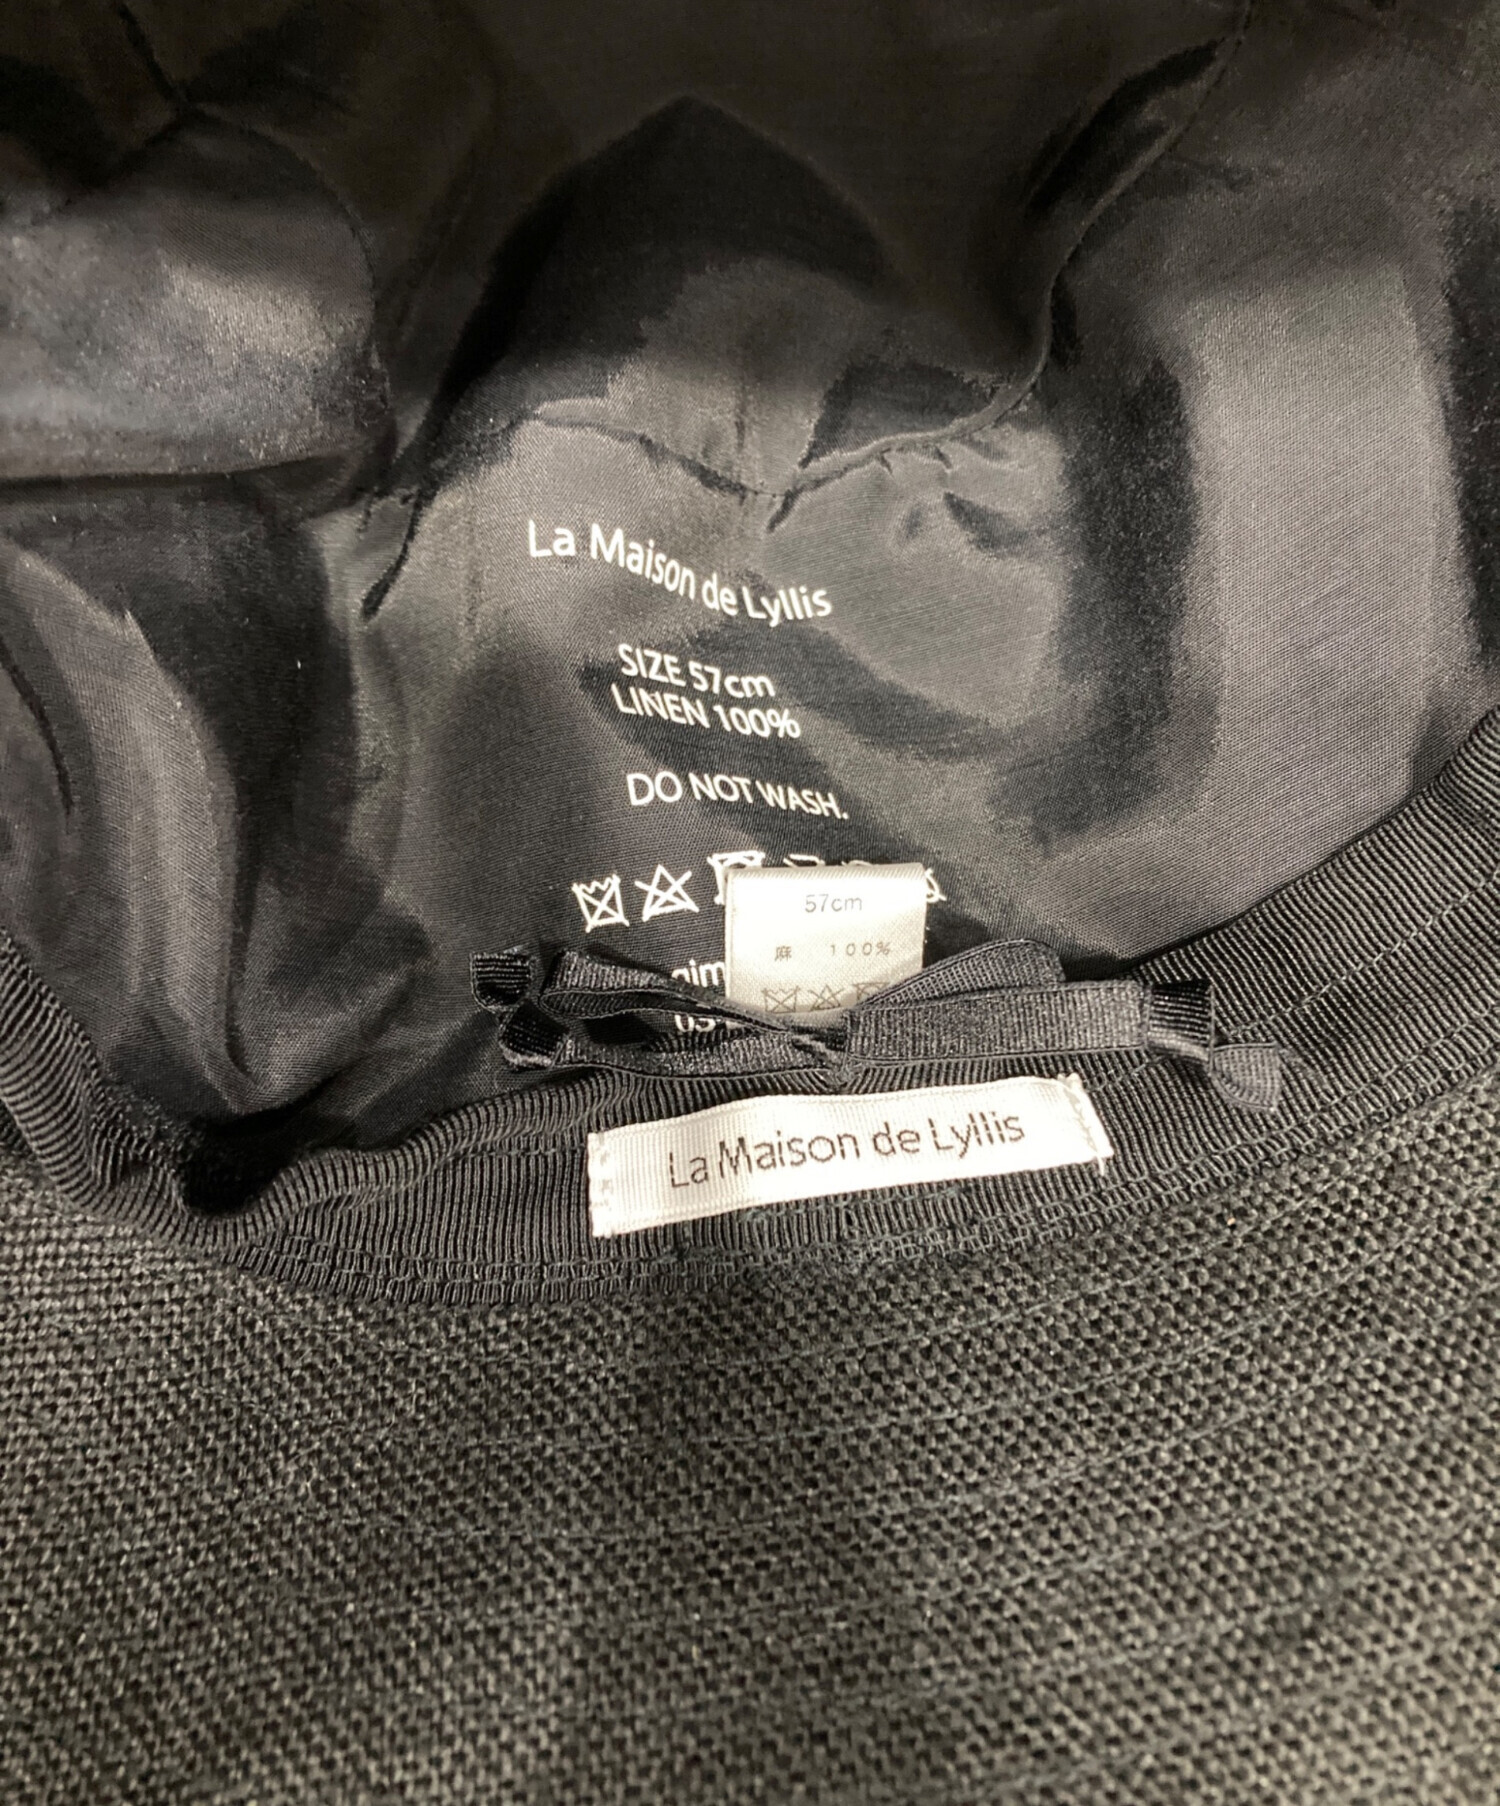 La Maison de Lyllis
SIZE 57cm
LINEN 100%
DO NOT WASH.
57cm
麻 100%
La Maison de Lyllis